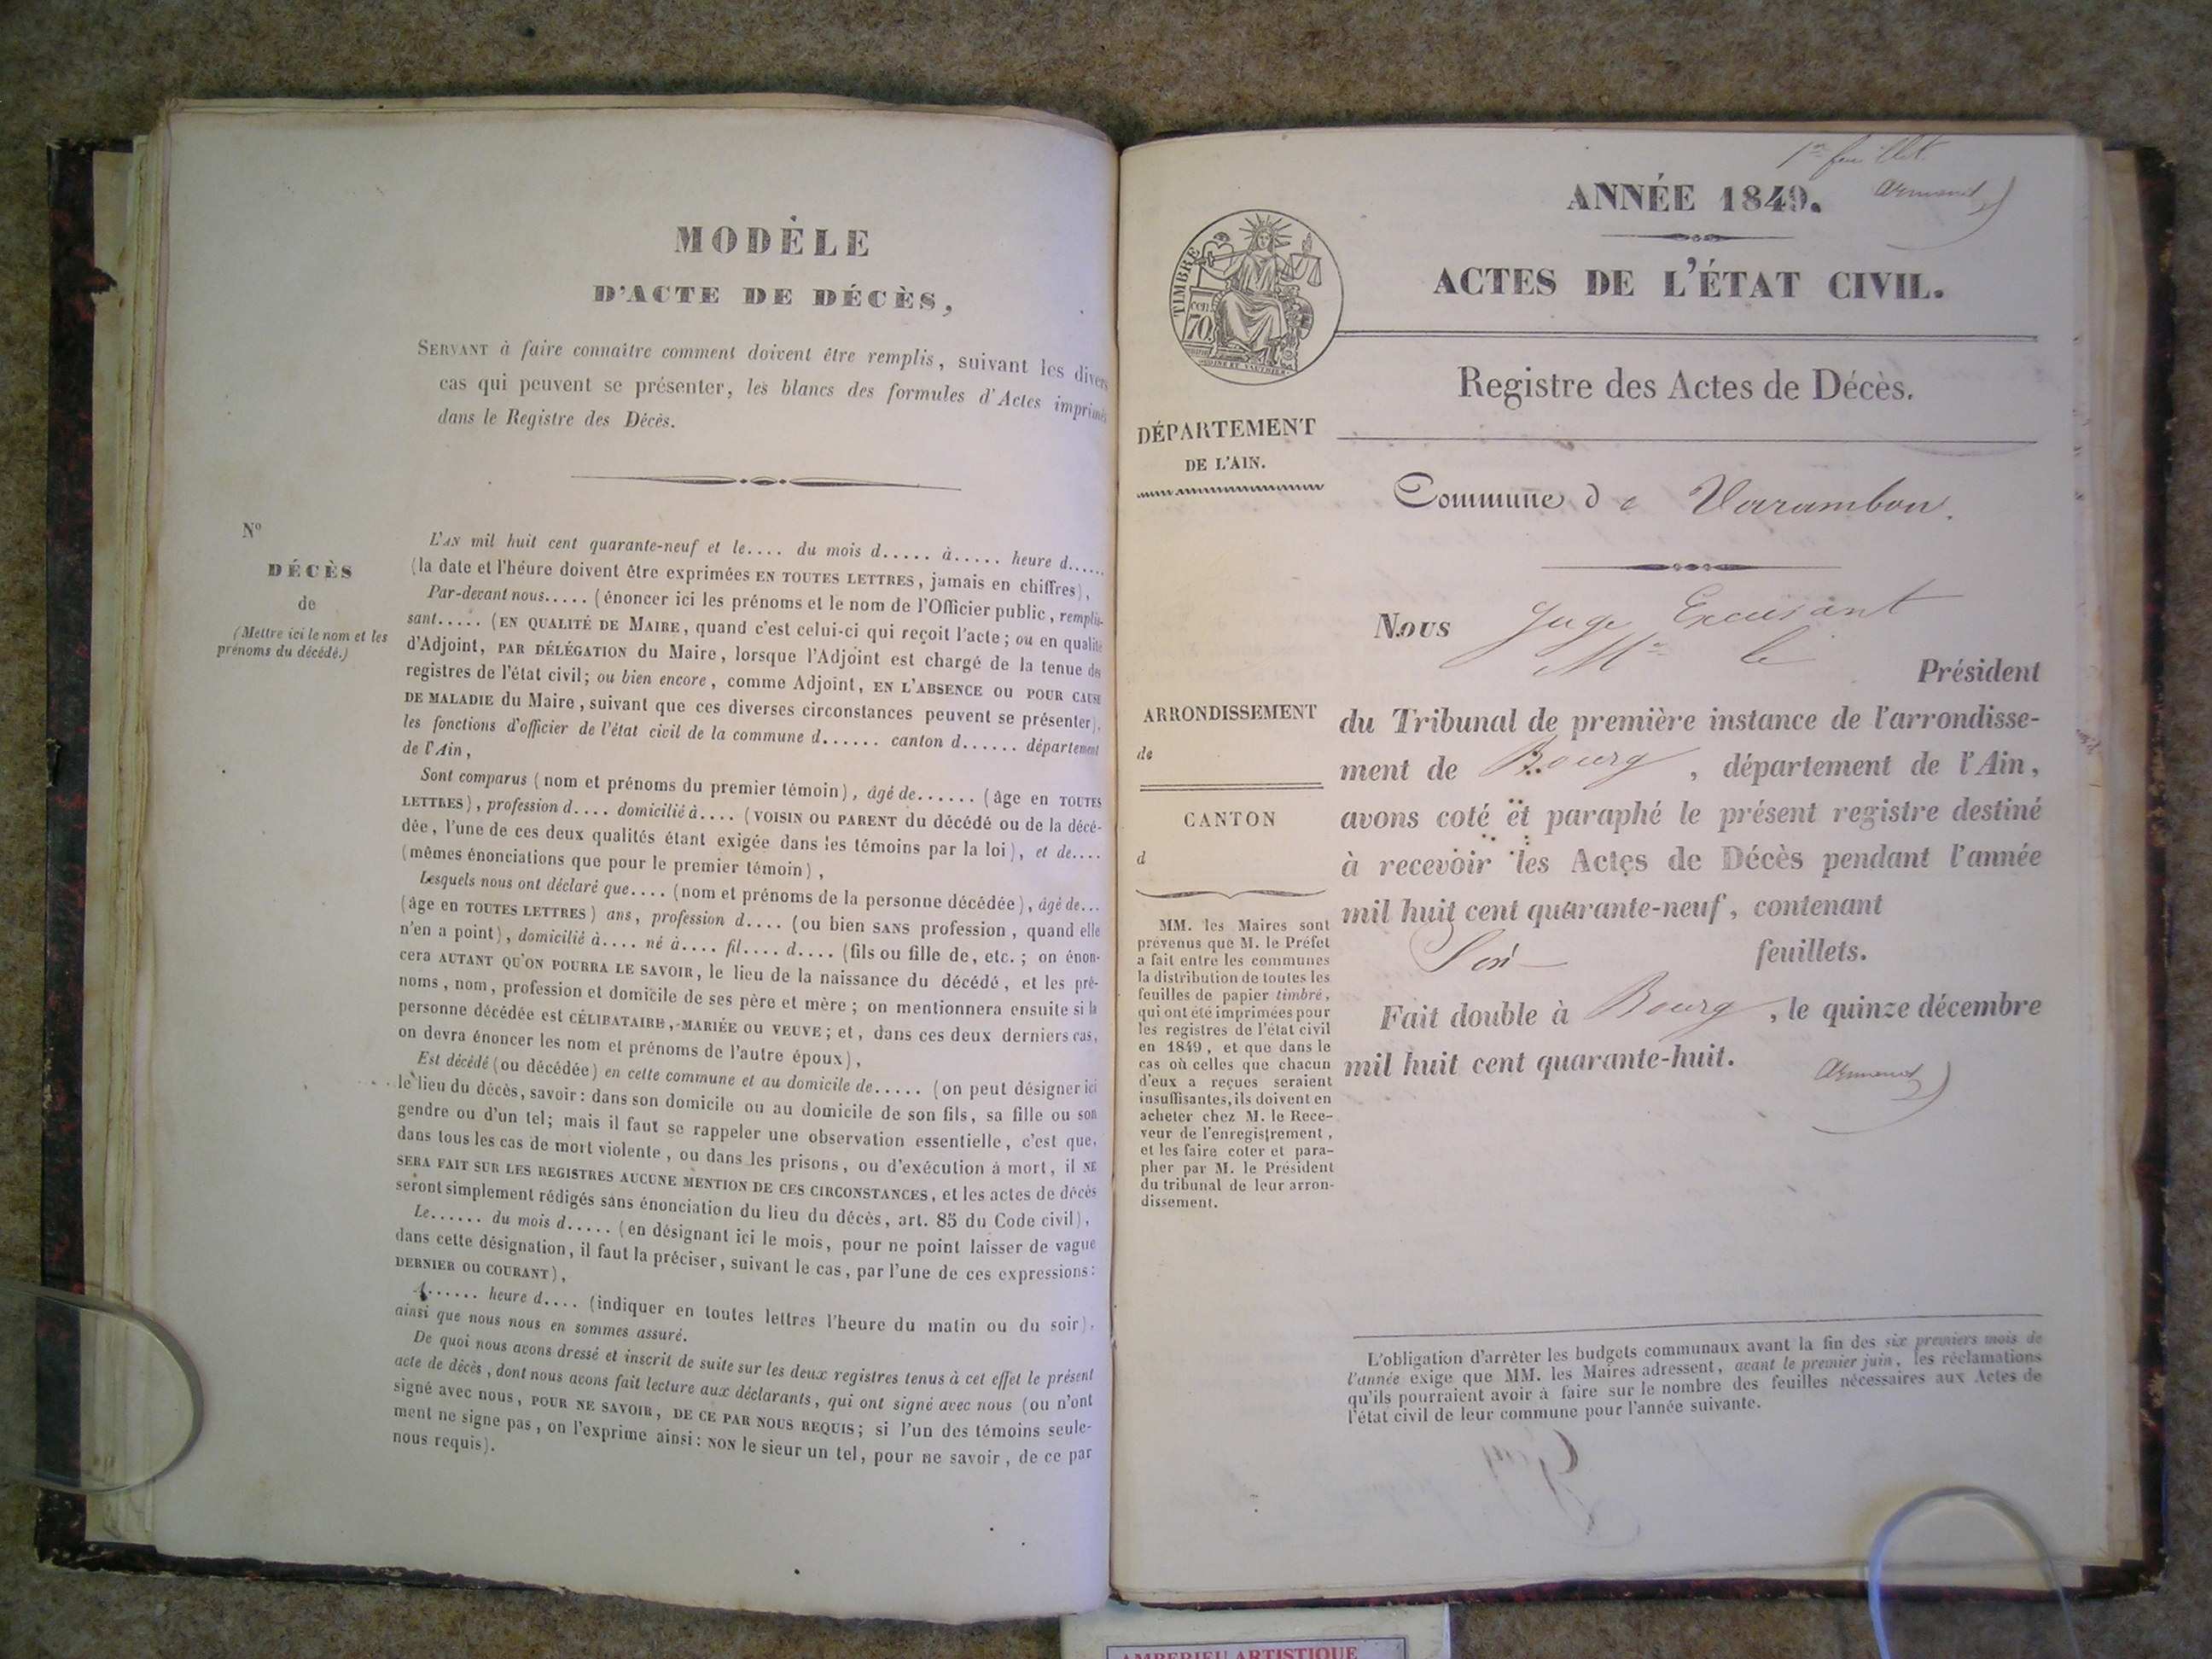 MODÈLE
D'ACTE DE DÉCÈS,
SERVANT à faire connaître comment doivent être remplis, suivant les divers
cas qui peuvent se présenter, les blancs des formules d'Actes imprimés
dans le Registre des Décès.
N°
DÉCÈS
de
(Mettre ici le nom et les
prénoms du décédé.)
L'AN mil huit cent quarante-neuf et le.... du mois d..... à..... heure d......
(la date et l'héure doivent être exprimées EN TOUTES LETTRES, jamais en chiffres),
Par-devant nous..... (énoncer ici les prénoms et le nom de l'Officier public, remplis-
sant..... (EN QUALITÉ DE MAIRE, quand c'est celui-ci qui reçoit l'acte; ou en qualité
d'Adjoint, PAR DÉLÉGATION du Maire, lorsque l'Adjoint est chargé de la tenue des
registres de l'état civil; ou bien encore, comme Adjoint, EN L'ABSENCE OU POUR CAUSE
DE MALADIE du Maire, suivant que ces diverses circonstances peuvent se présenter),
les fonctions d'officier de l'état civil de la commune d...... canton d...... département
de l'Ain,
Sont comparus (nom et prénoms du premier témoin), âgé de...... (âge en TOUTES
LETTRES), profession d.... domicilié à.... (VOISIN OU PARENT du décédé ou de la décé-
dée, l'une de ces deux qualités étant exigée dans les témoins par la loi), et de....
(mêmes énonciations que pour le premier témoin),
Lesquels nous ont déclaré que.... (nom et prénoms de la personne décédée), âgé de...
(âge en TOUTES LETTRES) ans, profession d.... (ou bien SANS profession, quand elle
n'en a point), domicilié à.... né à.... fil.... d.... (fils ou fille de, etc.; on énon-
cera AUTANT QU'ON POURRA LE SAVOIR, le lieu de la naissance du décédé, et les pré-
noms, nom, profession et domicile de ses père et mère; on mentionnera ensuite si la
personne décédée est CÉLIBATAIRE, MARIÉE OU VEUVE; et, dans ces deux derniers cas,
on devra énoncer les nom et prénoms de l'autre époux),
Est décédé (ou décédée) en cette commune et au domicile de..... (on peut désigner ici
le lieu du décès, savoir: dans son domicile ou au domicile de son fils, sa fille ou son
gendre ou d'un tel; mais il faut se rappeler une observation essentielle, c'est que,
dans tous les cas de mort violente, ou dans les prisons, ou d'exécution à mort, il NE
SERA FAIT SUR LES REGISTRES AUCUNE MENTION DE CES CIRCONSTANCES, et les actes de décès
seront simplement rédigés sans énonciation du lieu du décès, art. 85 du Code civil),
Le...... du mois d..... (en désignant ici le mois, pour ne point laisser de vague
dans cette désignation, il faut la préciser, suivant le cas, par l'une de ces expressions:
DERNIER OU COURANT),
A...... heure d.... (indiquer en toutes lettres l'heure du matin ou du soir),
ainsi que nous nous en sommes assuré.
De quoi nous avons dressé et inscrit de suite sur les deux registres tenus à cet effet le présent
acte de décès, dont nous avons fait lecture aux déclarants, qui ont signé avec nous (ou n'ont
signé avec nous, POUR NE SAVOIR, DE CE PAR NOUS REQUIS; si l'un des témoins seule-
ment ne signe pas, on l'exprime ainsi: NON le sieur un tel, pour ne savoir, de ce par
nous requis).
1er feuillet
ANNÉE 1849.
ACTES DE L'ÉTAT CIVIL.
TIMBRE
cen.
70.
Registre des Actes de Décès.
DÉPARTEMENT
DE L'AIN.
Commune de Varambon.
Nous Juge Excusant
Mr le Président
ARRONDISSEMENT
de
CANTON
d
du Tribunal de première instance de l'arrondisse-
ment de Bourg, département de l'Ain,
avons coté et paraphé le présent registre destiné
à recevoir les Actes de Décès pendant l'année
mil huit cent quarante-neuf, contenant
feuillets.
Fait double à Bourg, le quinze décembre
mil huit cent quarante-huit.
MM. les Maires sont
prévenus que M. le Préfet
a fait entre les communes
la distribution de toutes les
feuilles de papier timbré,
qui ont été imprimées pour
les registres de l'état civil
en 1849, et que dans le
cas où celles que chacun
d'eux a reçues seraient
insuffisantes, ils doivent en
acheter chez M. le Rece-
veur de l'enregistrement,
et les faire coter et para-
pher par M. le Président
du tribunal de leur arron-
dissement.
L'obligation d'arrêter les budgets communaux avant la fin des six premiers mois de
l'année exige que MM. les Maires adressent, avant le premier juin, les réclamations
qu'ils pourraient avoir à faire sur le nombre des feuilles nécessaires aux Actes de
l'état civil de leur commune pour l'année suivante.
AMBERIEU ARTISTIQUE